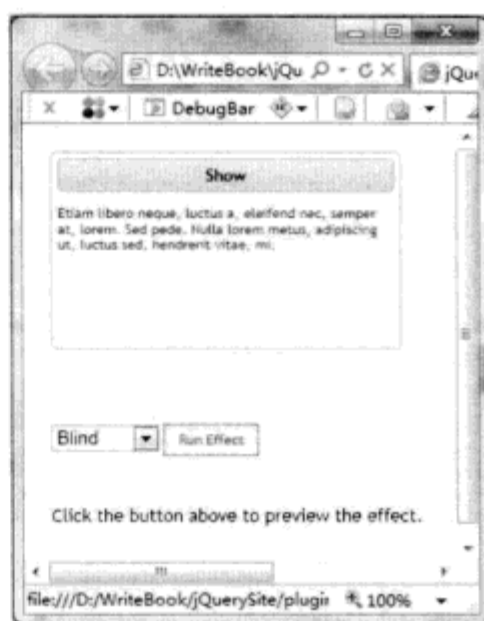 D:\WriteBook\jQu
jQue
DebugBar
Show
Etiam libero neque, luctus a, eleifend nec, semper
at, lorem. Sed pede. Nulla lorem metus, adipiscing
ut, luctus sed, hendrerit vitae, mi.
Blind
Run Effect
Click the button above to preview the effect.
file:///D:/WriteBook/jQuerySite/plugin
100%